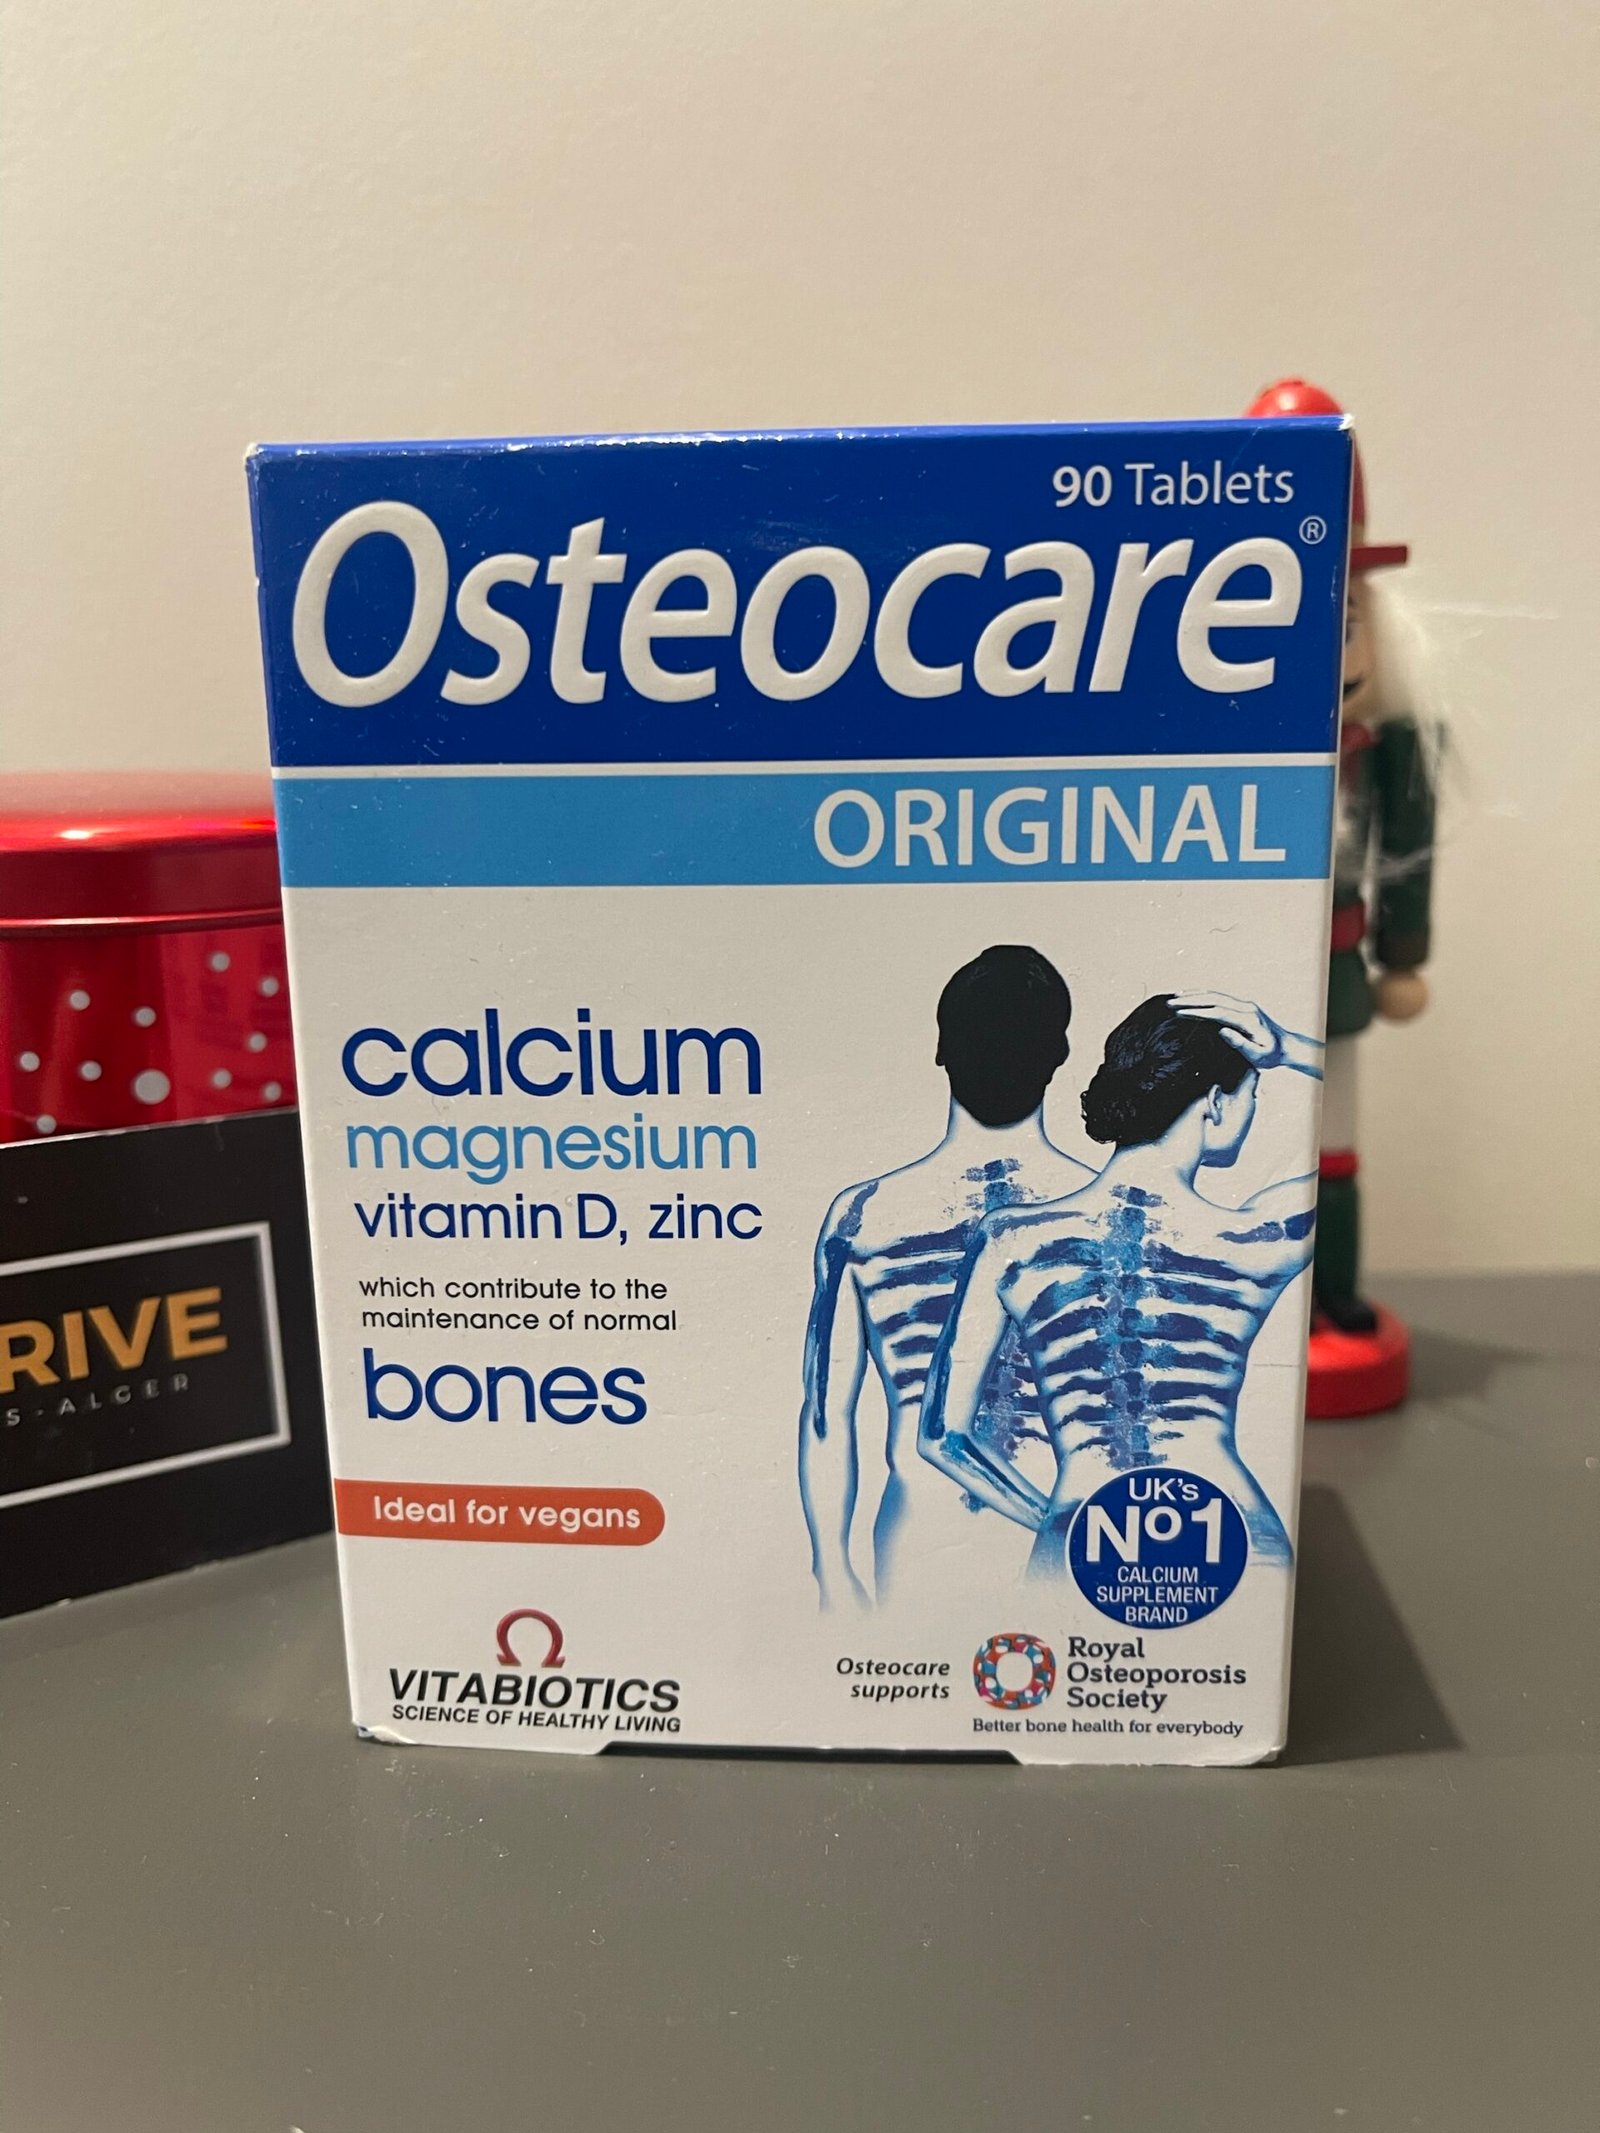 90 Tablets
Osteocare®
ORIGINAL
calcium
magnesium
vitamin D, zinc
which contribute to the
maintenance of normal
bones
Ideal for vegans
UK's
Nº1
CALCIUM
SUPPLEMENT
BRAND
VITABIOTICS
SCIENCE OF HEALTHY LIVING
Osteocare
supports
Royal
Osteoporosis
Society
Better bone health for everybody
RIVE
S-ALGER